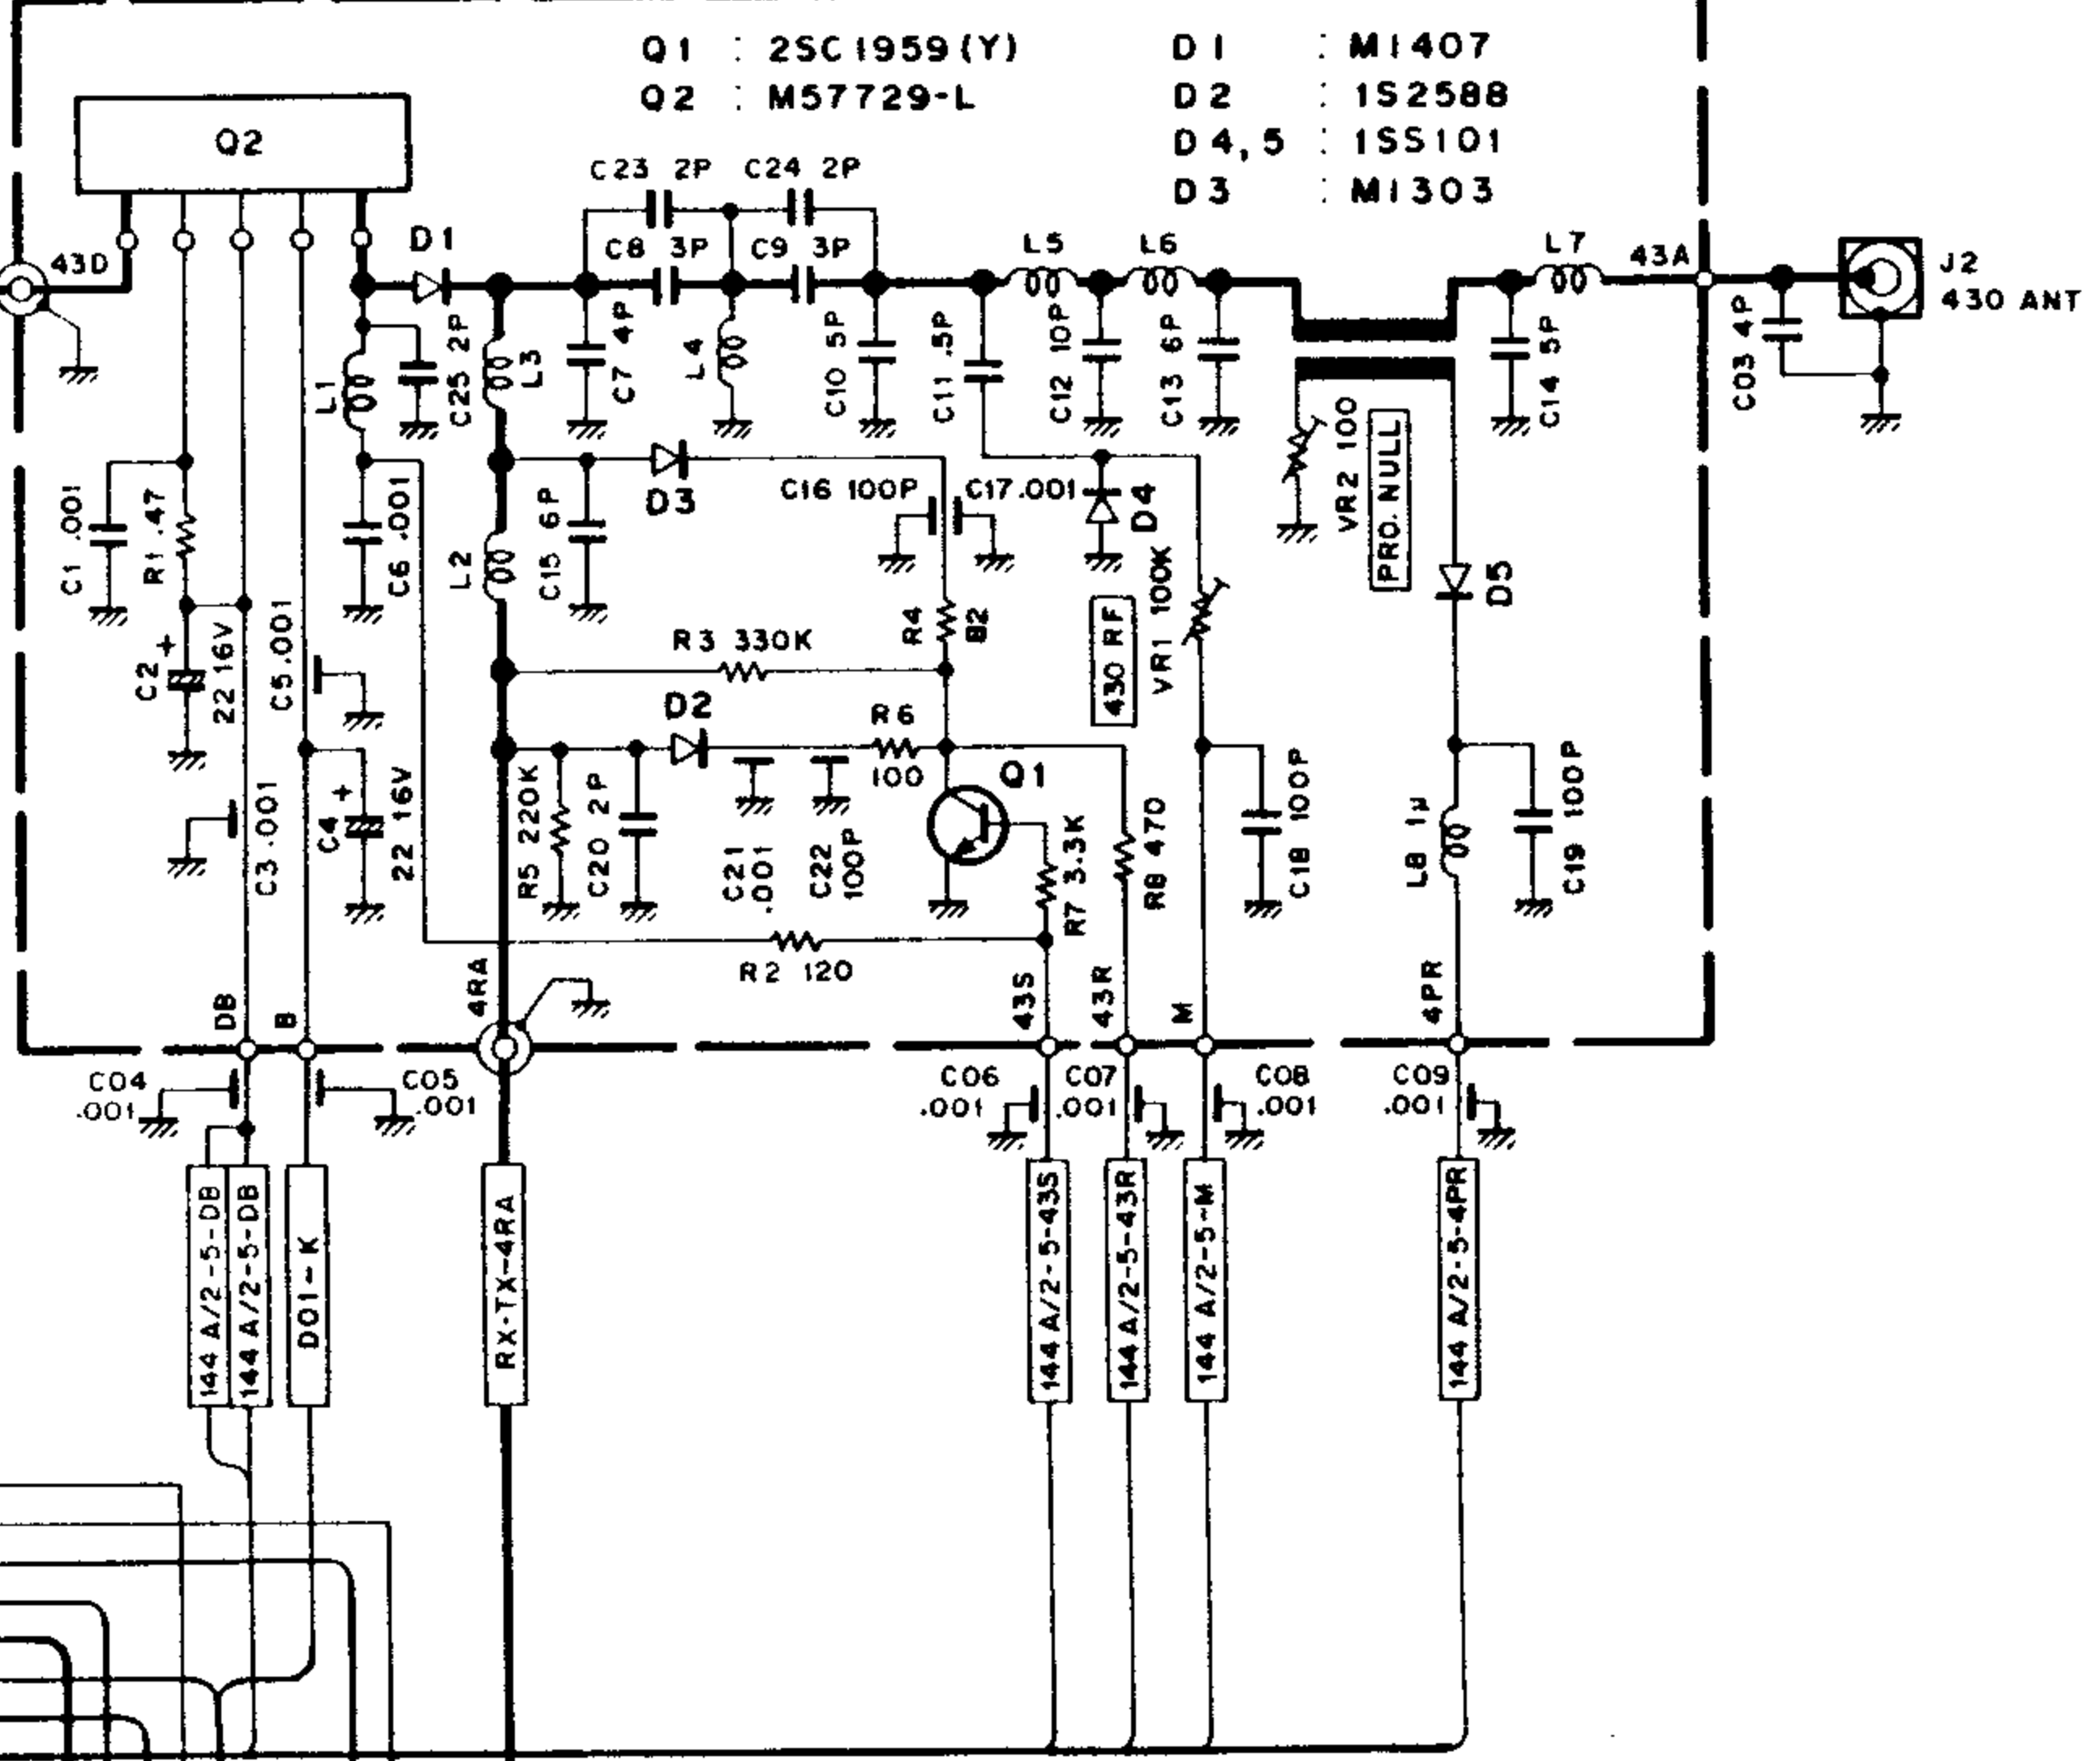 Q1 : 2SC1959(Y)
Q2 : M57729-L
D1 : MI407
D2 : 1S2588
D4,5 : 1SS101
D3 : MI303
Q2
43D
D1
C23 2P
C24 2P
C8 3P
C9 3P
L5
L6
L7
43A
J2
430 ANT
L1
C25 2P
L3
C7 4P
L4
C10 5P
C11 .5P
C12 10P
C13 6P
C14 5P
C03 4P
VR2 100
PRO. NULL
C1 .001
R1 .47
C6 .001
L2
C15 6P
D3
C16 100P
C17 .001
D4
D5
C2
+
22 16V
C5 .001
R3 330K
R4
82
430 RF
VR1 100K
D2
R6
100
Q1
C3 .001
C4
+
22 16V
R5 220K
C20 2P
C21
.001
C22
100P
R7 3.3K
R8 470
C18 100P
L8 1μ
C19 100P
R2 120
DB
B
4RA
43S
43R
M
4PR
C04
.001
C05
.001
C06
.001
C07
.001
C08
.001
C09
.001
144 A/2-5-DB
144 A/2-5-DB
D01-K
RX-TX-4RA
144 A/2-5-43S
144 A/2-5-43R
144 A/2-5-M
144 A/2-5-4PR